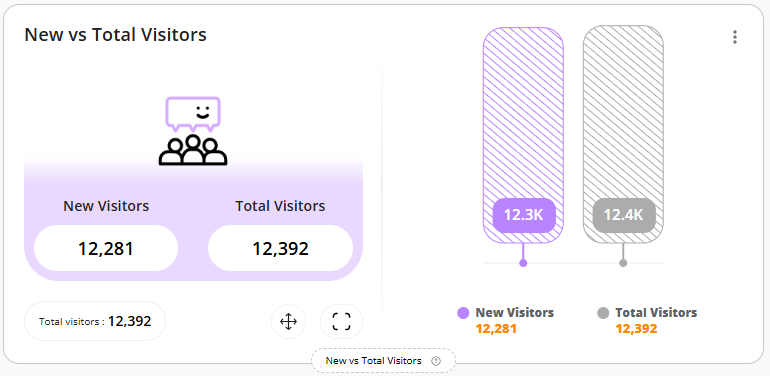 New vs Total Visitors
New Visitors
Total Visitors
12,281
12,392
Total visitors : 12,392
12.3K
12.4K
New Visitors
12,281
Total Visitors
12,392
New vs Total Visitors ?